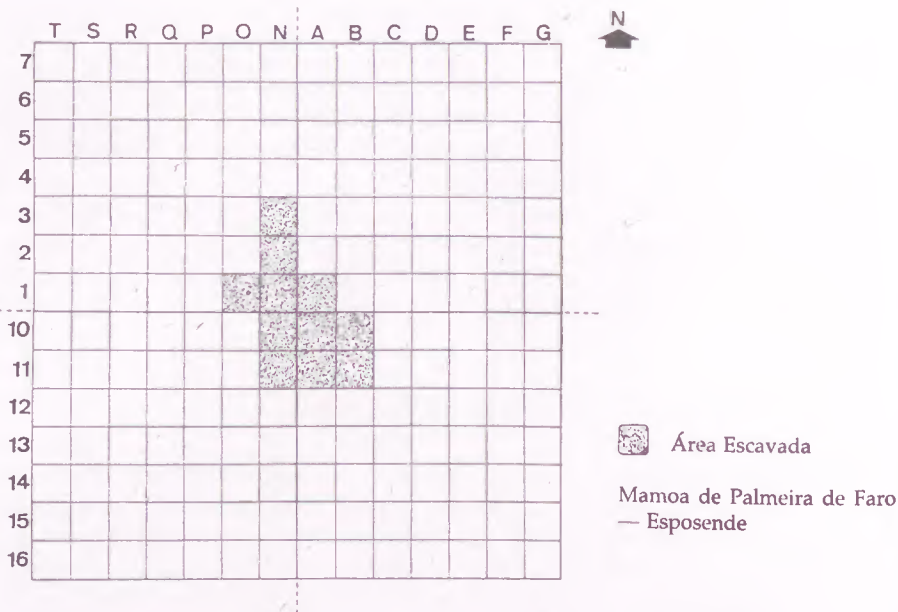 N
T S R Q P O N A B C D E F G
7
6
5
4
3
2
1
10
11
12
13
14
15
16
Área Escavada
Mamoa de Palmeira de Faro
— Esposende